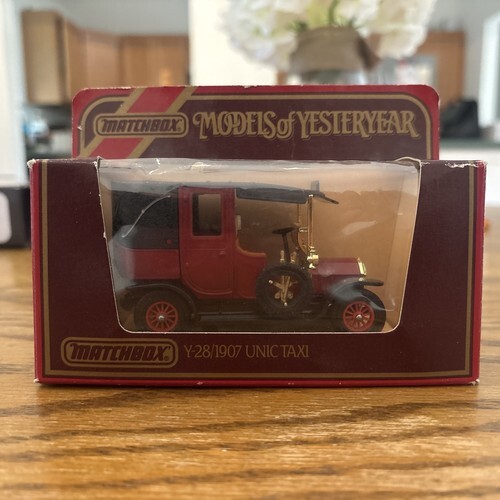 MATCHBOX
MODELS of YESTERYEAR
MATCHBOX
Y-28/1907 UNIC TAXI